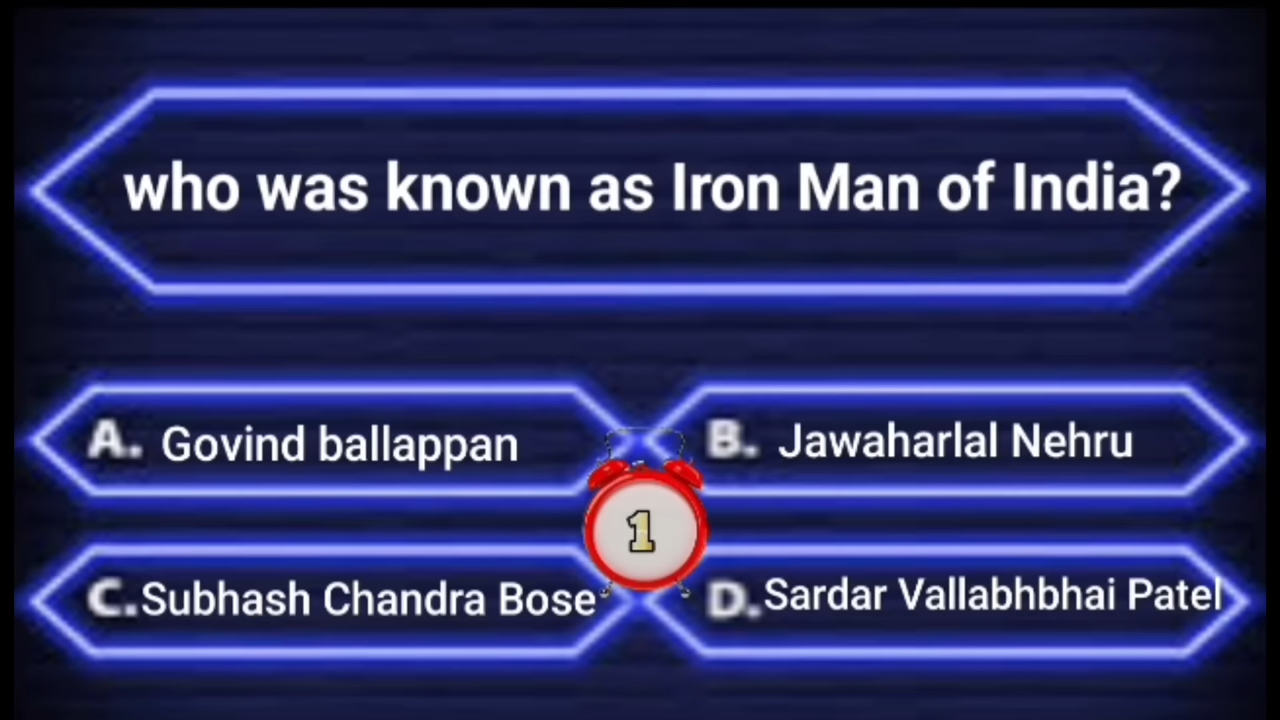 who was known as Iron Man of India?
A. Govind ballappan
B. Jawaharlal Nehru
1
C. Subhash Chandra Bose
D. Sardar Vallabhbhai Patel